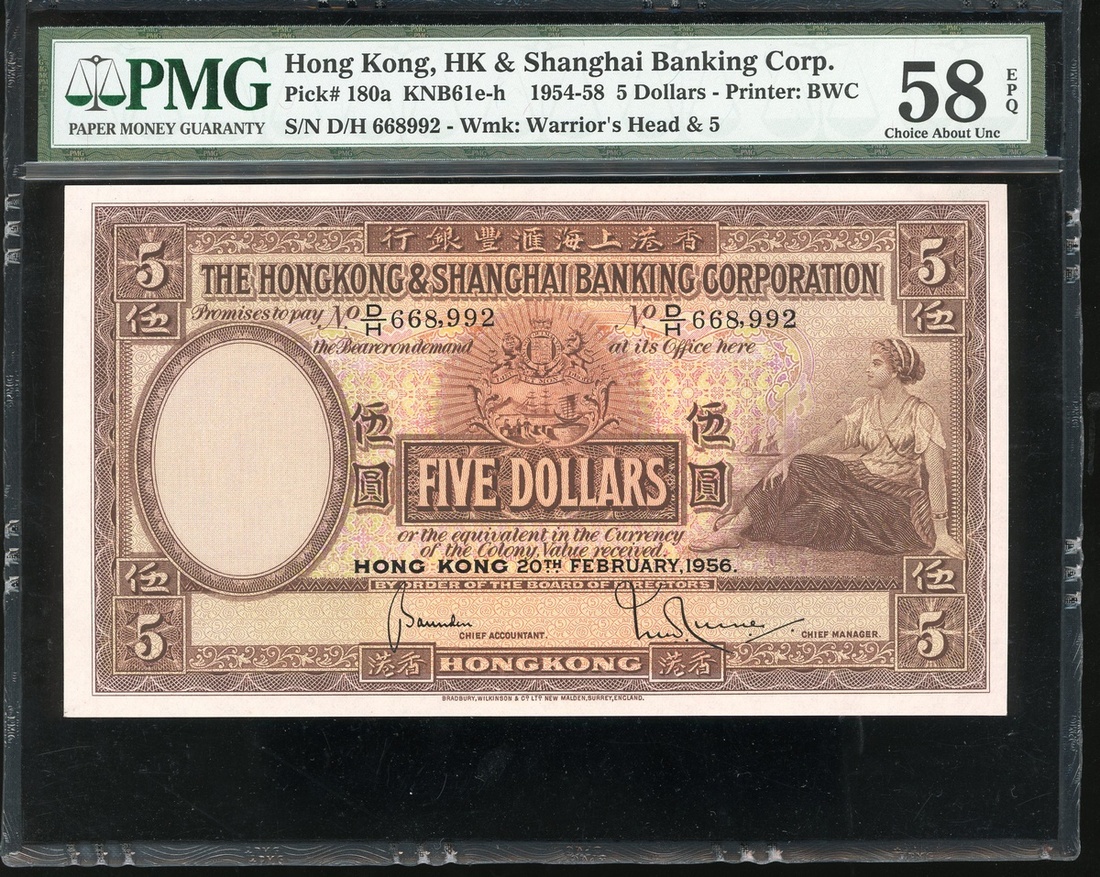 PMG
PAPER MONEY GUARANTY
Hong Kong, HK & Shanghai Banking Corp.
Pick# 180a KNB61e-h 1954-58 5 Dollars - Printer: BWC
S/N D/H 668992 - Wmk: Warrior's Head & 5
58
EPQ
Choice About Unc
5
行銀豐滙海上港香
5
THE HONGKONG & SHANGHAI BANKING CORPORATION
伍
Promises to pay No D/H 668,992 No D/H 668,992
伍
the Bearer on demand at its Office here
伍圓
伍圓
FIVE DOLLARS
or the equivalent in the Currency
of the Colony, Value received.
HONG KONG 20TH FEBRUARY, 1956.
伍
BY ORDER OF THE BOARD OF DIRECTORS
伍
5
CHIEF ACCOUNTANT.
CHIEF MANAGER.
5
港香 HONGKONG 港香
BRADBURY, WILKINSON & Co LTD NEW MALDEN, SURREY, ENGLAND.